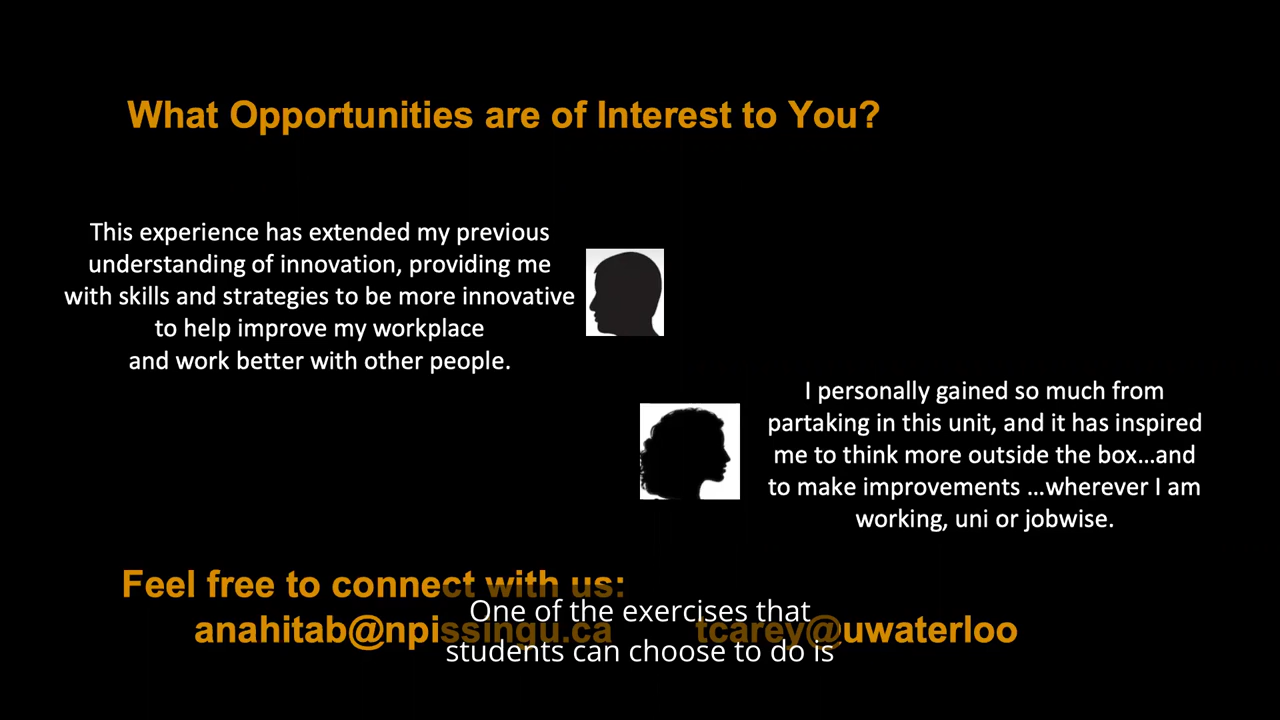 What Opportunities are of Interest to You?
This experience has extended my previous
understanding of innovation, providing me
with skills and strategies to be more innovative
to help improve my workplace
and work better with other people.
I personally gained so much from
partaking in this unit, and it has inspired
me to think more outside the box...and
to make improvements ...wherever I am
working, uni or jobwise.
Feel free to connect with us:
anahitab@npissingu.ca tcarey@uwaterloo
One of the exercises that
students can choose to do is